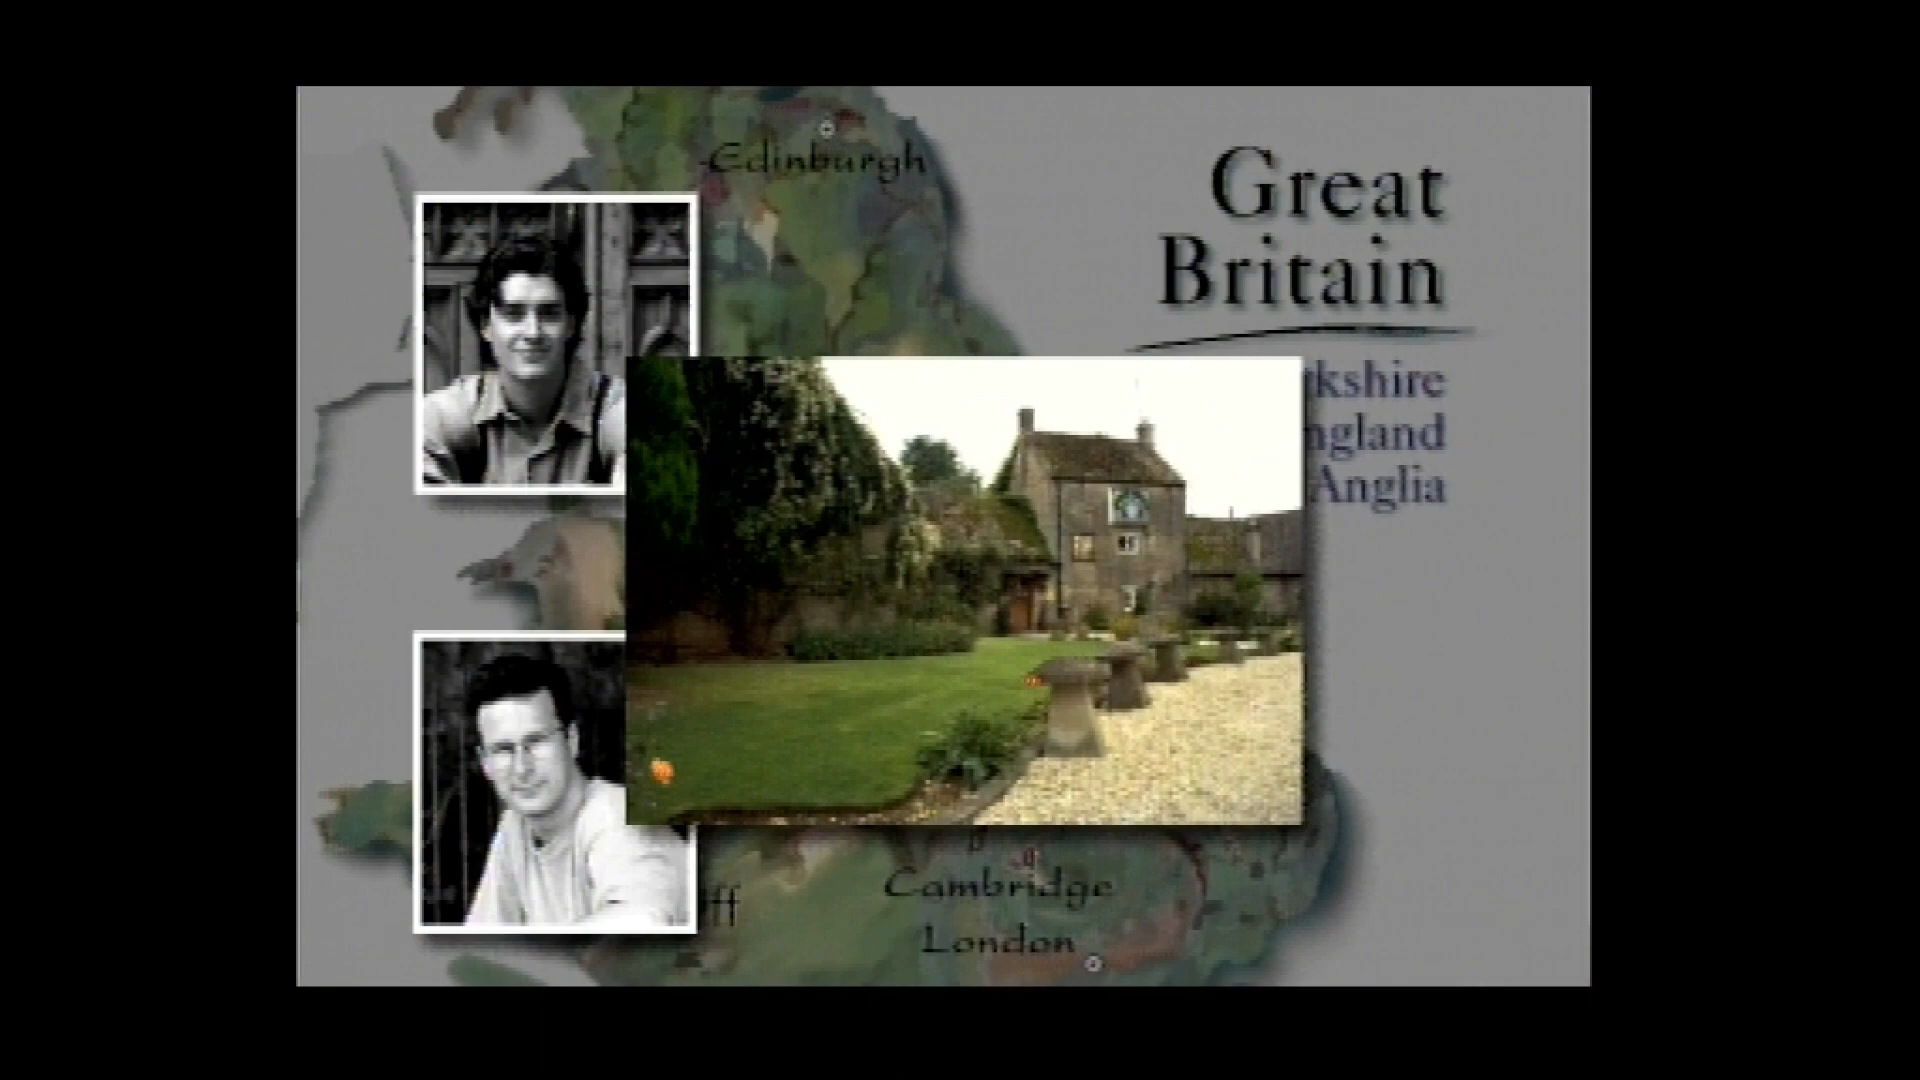 Edinburgh
Great
Britain
kshire
ngland
Anglia
ff
Cambridge
London